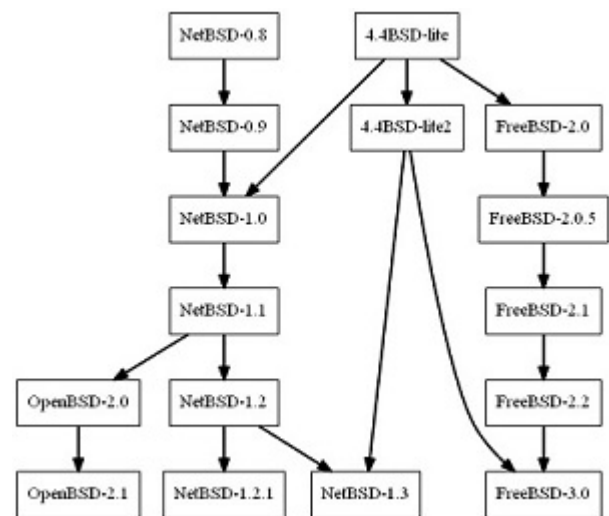 NetBSD-0.8
4.4BSD-lite
NetBSD-0.9
4.4BSD-lite2
FreeBSD-2.0
NetBSD-1.0
FreeBSD-2.0.5
NetBSD-1.1
FreeBSD-2.1
OpenBSD-2.0
NetBSD-1.2
FreeBSD-2.2
OpenBSD-2.1
NetBSD-1.2.1
NetBSD-1.3
FreeBSD-3.0